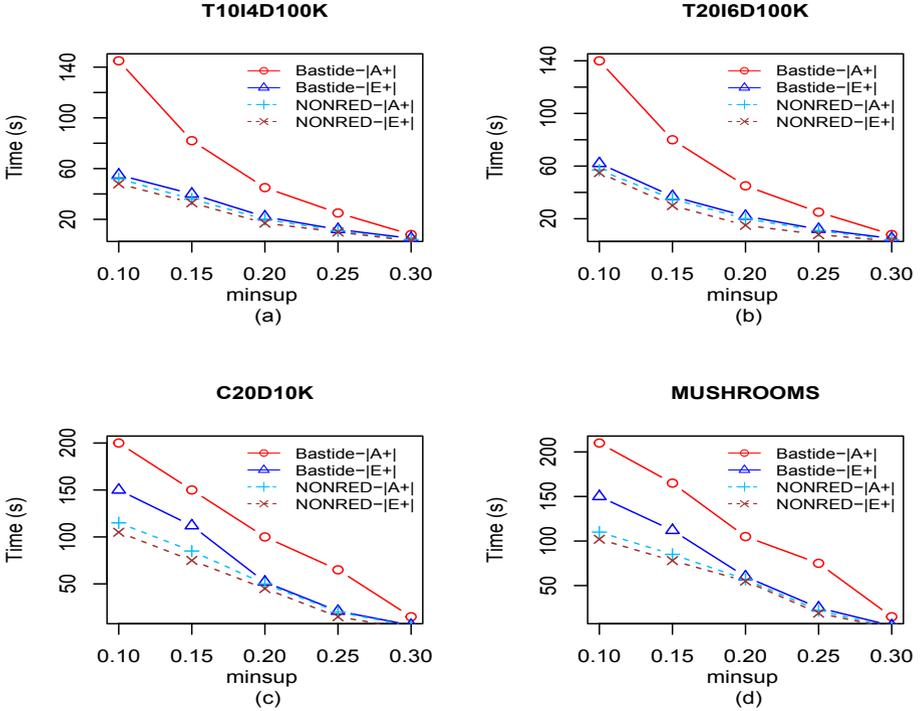 T10I4D100K
Time (s)
140
100
60
20
Bastide−|A+|
Bastide−|E+|
NONRED−|A+|
NONRED−|E+|
0.10 0.15 0.20 0.25 0.30
minsup
(a)
T20I6D100K
Time (s)
140
100
60
20
Bastide−|A+|
Bastide−|E+|
NONRED−|A+|
NONRED−|E+|
0.10 0.15 0.20 0.25 0.30
minsup
(b)
C20D10K
Time (s)
200
150
100
50
Bastide−|A+|
Bastide−|E+|
NONRED−|A+|
NONRED−|E+|
0.10 0.15 0.20 0.25 0.30
minsup
(c)
MUSHROOMS
Time (s)
200
150
100
50
Bastide−|A+|
Bastide−|E+|
NONRED−|A+|
NONRED−|E+|
0.10 0.15 0.20 0.25 0.30
minsup
(d)